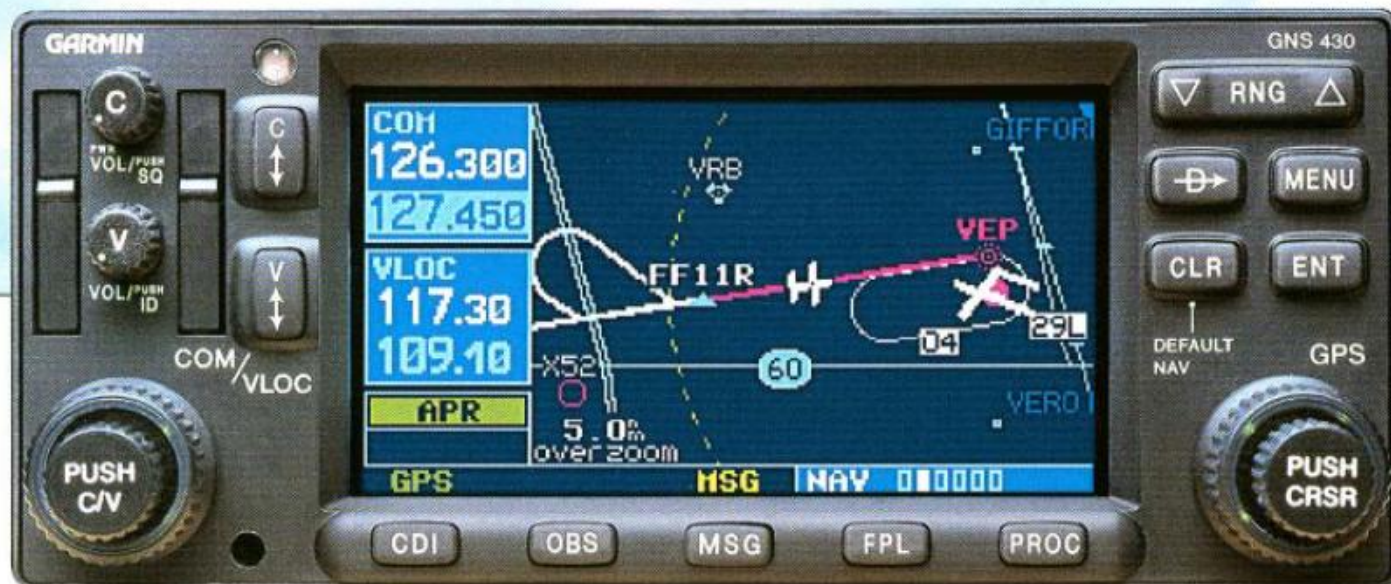 GARMIN
GNS 430
C
PWR
VOL/PUSH
SQ
V
VOL/PUSH
ID
C
V
COM/VLOC
PUSH
C/V
COM
126.300
127.450
VLOC
117.30
109.10
APR
GPS
MSG
NAV
VRB
GIFFOR
VEP
FF11R
04
29L
60
X52
5.0nm
overzoom
VERO
RNG
D
MENU
CLR
ENT
DEFAULT
NAV
GPS
PUSH
CRSR
CDI
OBS
MSG
FPL
PROC